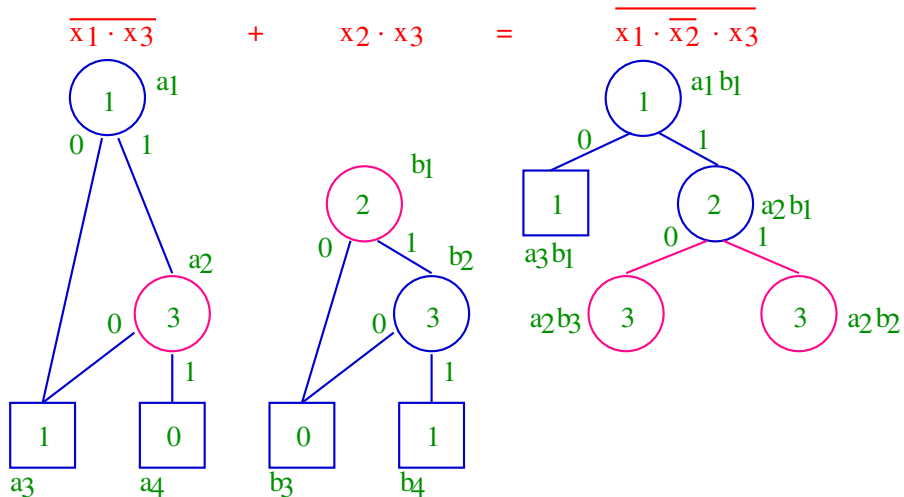 x1 · x3 + x2 · x3 = x1 · x2 · x3
1 a1 1 a1 b1
0 1 0 1
b1
2 1 2 a2 b1
0 1 a3 b1 0 1
a2 b2
3 3 a2 b3 3 3 a2 b2
0 0
1 1
1 0 0 1
a3 a4 b3 b4